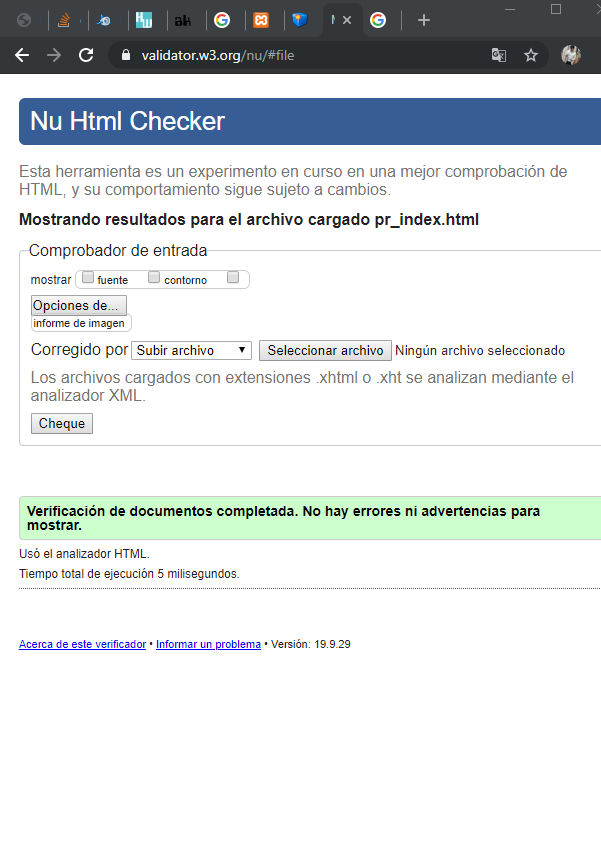 validator.w3.org/nu/#file
Nu Html Checker
Esta herramienta es un experimento en curso en una mejor comprobación de
HTML, y su comportamiento sigue sujeto a cambios.
Mostrando resultados para el archivo cargado pr_index.html
Comprobador de entrada
mostrar fuente contorno
Opciones de...
informe de imagen
Corregido por Subir archivo Seleccionar archivo Ningún archivo seleccionado
Los archivos cargados con extensiones .xhtml o .xht se analizan mediante el
analizador XML.
Cheque
Verificación de documentos completada. No hay errores ni advertencias para
mostrar.
Usó el analizador HTML.
Tiempo total de ejecución 5 milisegundos.
Acerca de este verificador • Informar un problema • Versión: 19.9.29